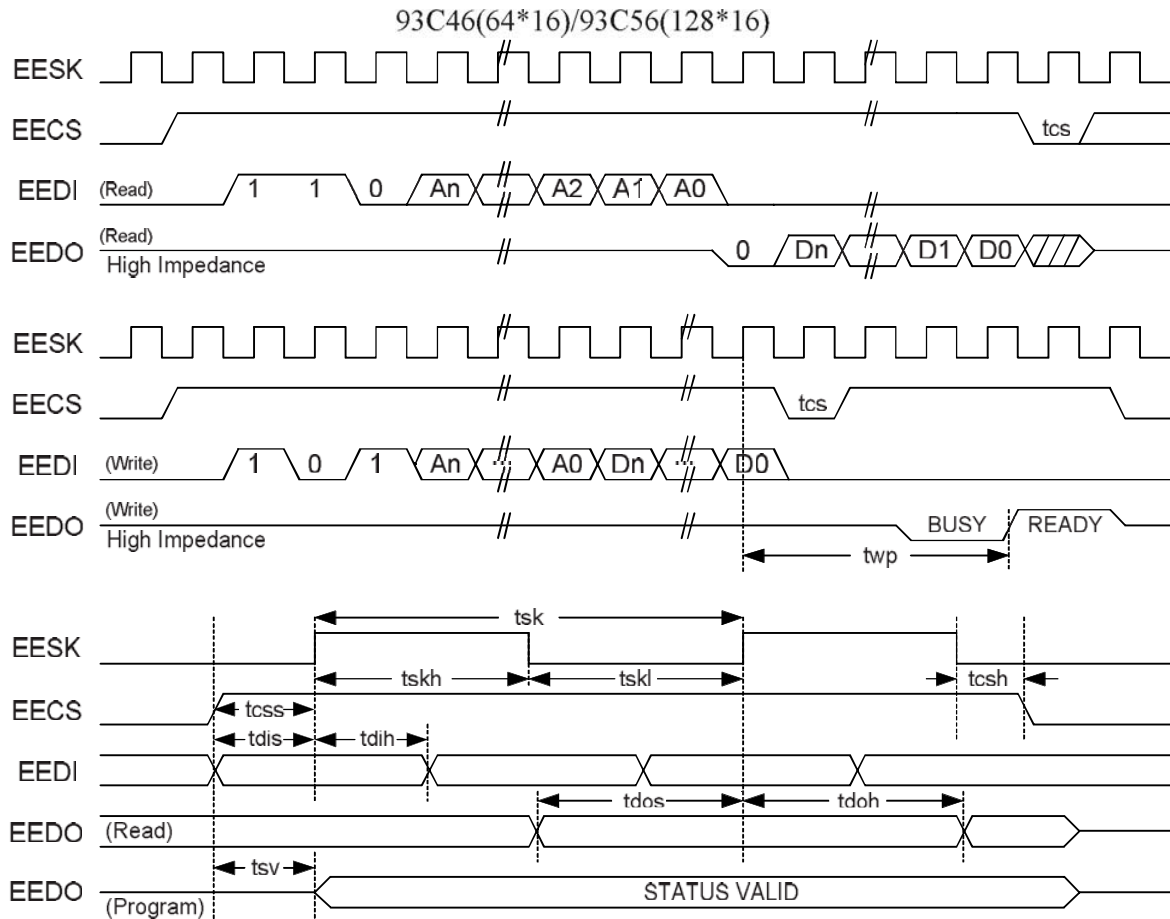 93C46(64*16)/93C56(128*16)
EESK
EECS tcs
EEDI (Read) 1 1 0 An A2 A1 A0
EEDO (Read) High Impedance 0 Dn D1 D0
EESK
EECS tcs
EEDI (Write) 1 0 1 An ... A0 Dn ... D0
EEDO (Write) High Impedance BUSY READY
twp
tsk
EESK
tskh tskl tcsh
EECS
tcss
tdis tdih
EEDI
tdos tdoh
EEDO (Read)
tsv
EEDO (Program) STATUS VALID